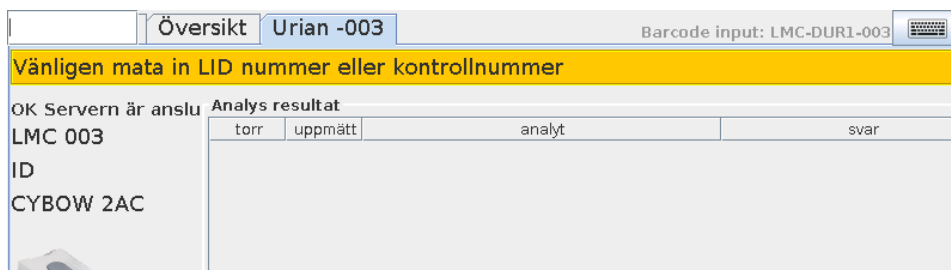 Översikt
Urian -003
Barcode input: LMC-DUR1-003
Vänligen mata in LID nummer eller kontrollnummer
OK Servern är anslu
LMC 003
ID
CYBOW 2AC
Analys resultat
torr uppmätt analyt svar